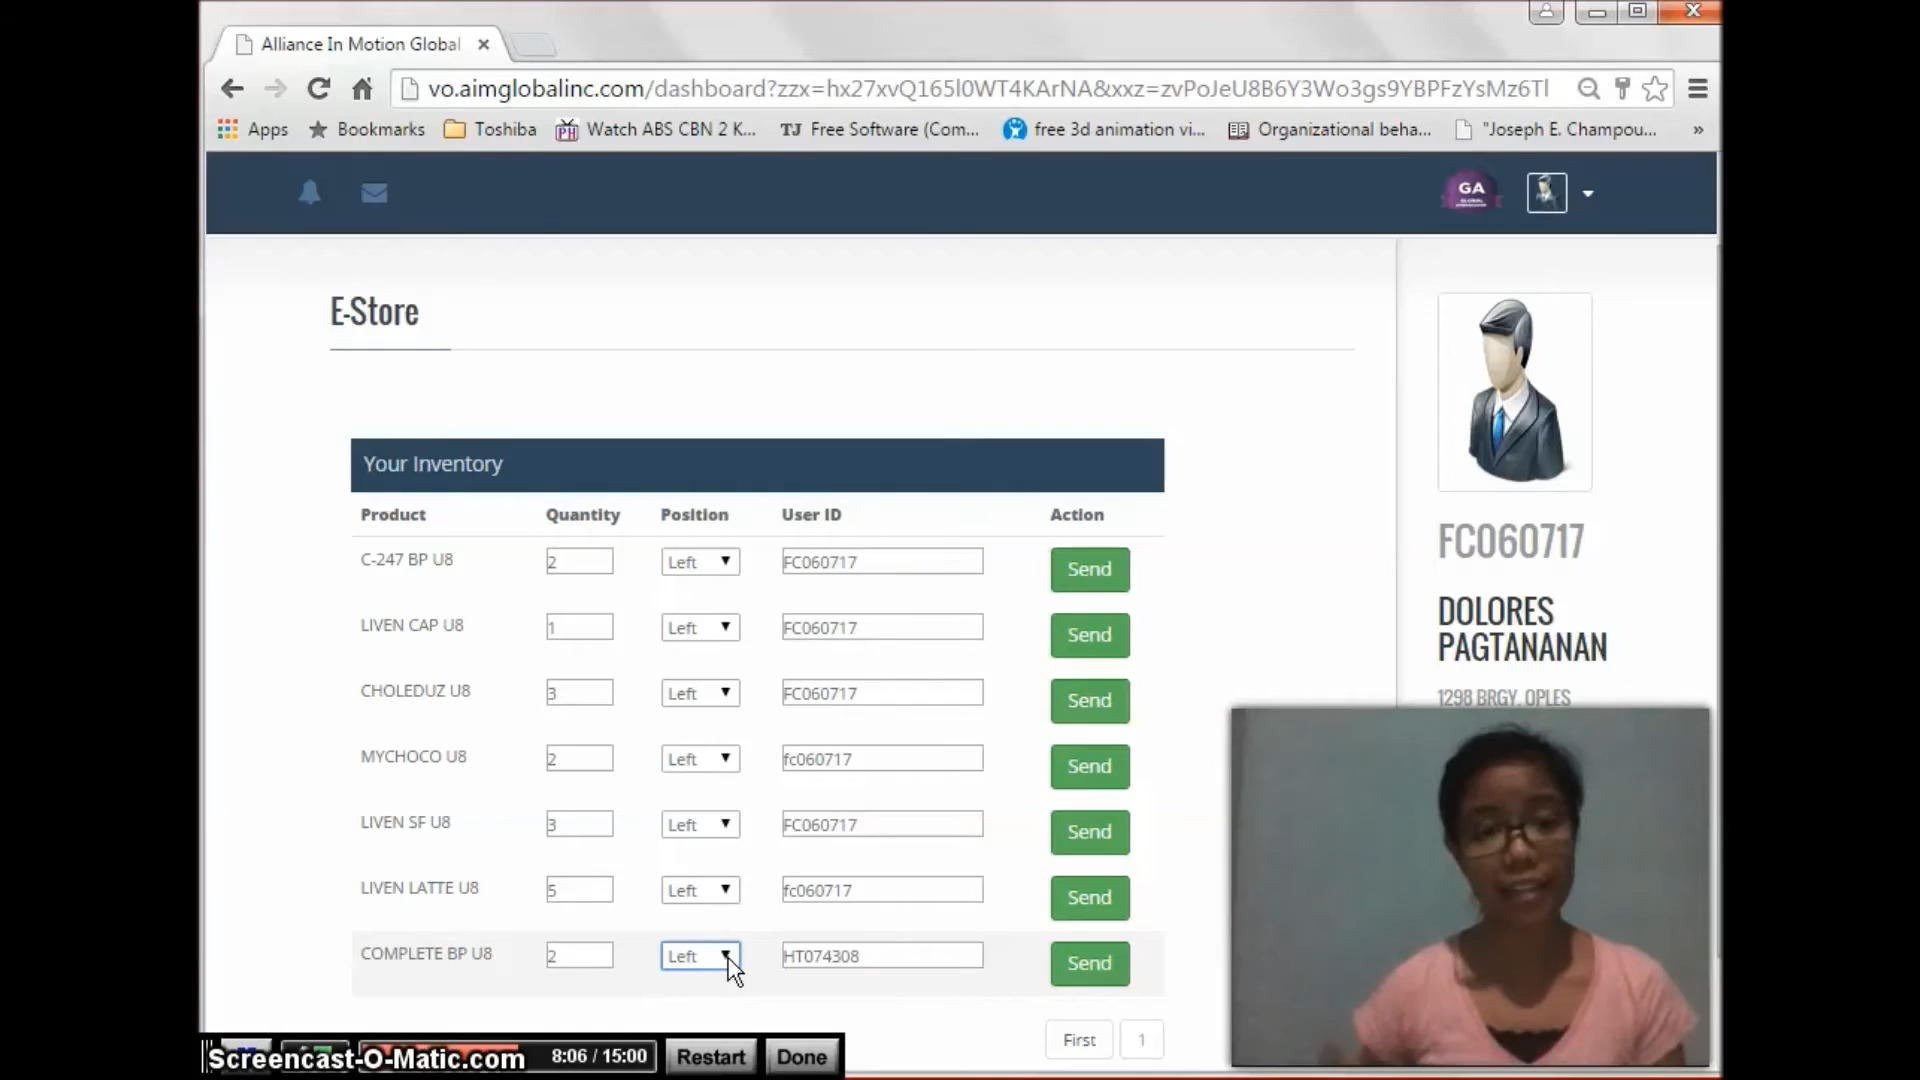 Alliance In Motion Global
vo.aimglobalinc.com/dashboard?zzx=hx27xvQ165l0WT4KArNA&xxz=zvPoJeU8B6Y3Wo3gs9YBPFzYsMz6Tl
Apps Bookmarks Toshiba Watch ABS CBN 2 K... TJ Free Software (Com... free 3d animation vi... Organizational beha... "Joseph E. Champou... »
GA
E-Store
Your Inventory
Product Quantity Position User ID Action
C-247 BP U8 2 Left FC060717 Send
LIVEN CAP U8 1 Left FC060717 Send
CHOLEDUZ U8 3 Left FC060717 Send
MYCHOCO U8 2 Left fc060717 Send
LIVEN SF U8 3 Left FC060717 Send
LIVEN LATTE U8 5 Left fc060717 Send
COMPLETE BP U8 2 Left HT074308 Send
First 1
FC060717
DOLORES
PAGTANANAN
1298 BRGY. OPLES
Screencast-O-Matic.com 8:06 / 15:00 Restart Done